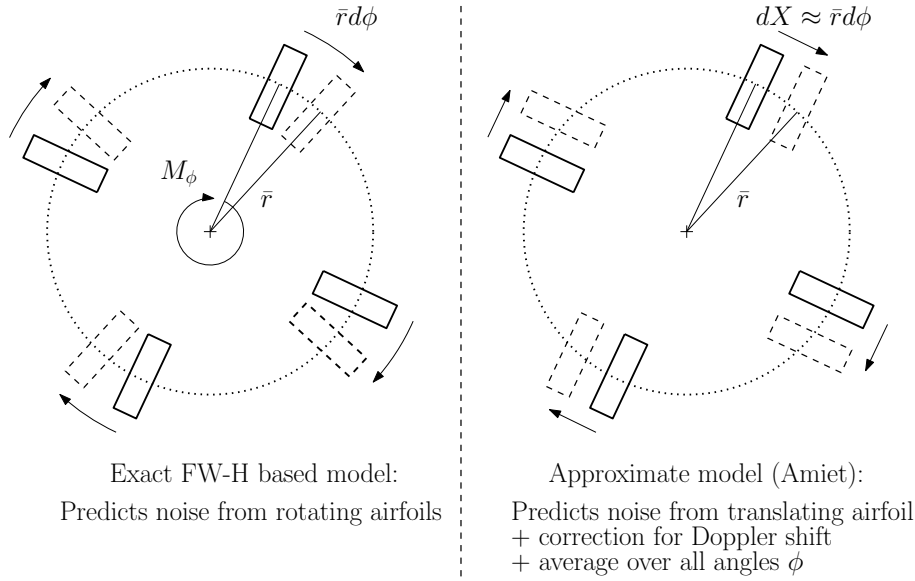 r̄dϕ
dX ≈ r̄dϕ
M_ϕ
r̄
r̄
Exact FW-H based model:
Predicts noise from rotating airfoils
Approximate model (Amiet):
Predicts noise from translating airfoil
+ correction for Doppler shift
+ average over all angles ϕ